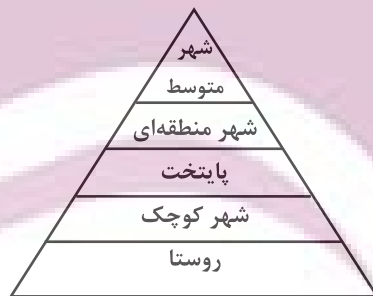 شهر
متوسط
شهر منطقه‌ای
پایتخت
شهر کوچک
روستا